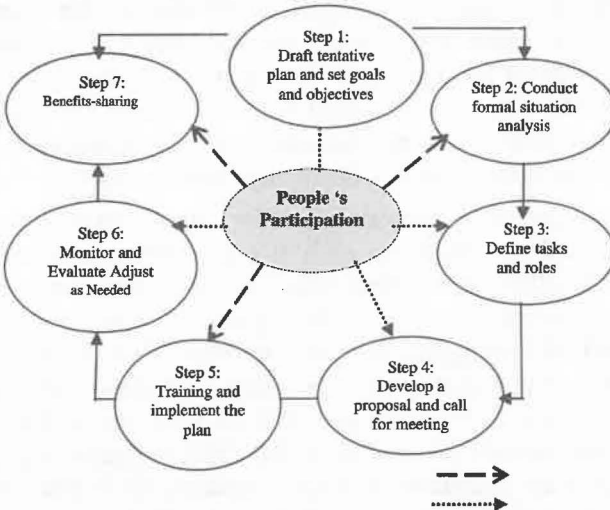 Step 1:
Draft tentative
plan and set goals
and objectives
Step 2: Conduct
formal situation
analysis
Step 3:
Define tasks
and roles
Step 4:
Develop a
proposal and call
for meeting
Step 5:
Training and
implement the
plan
Step 6:
Monitor and
Evaluate Adjust
as Needed
Step 7:
Benefits-sharing
People ‘s
Participation